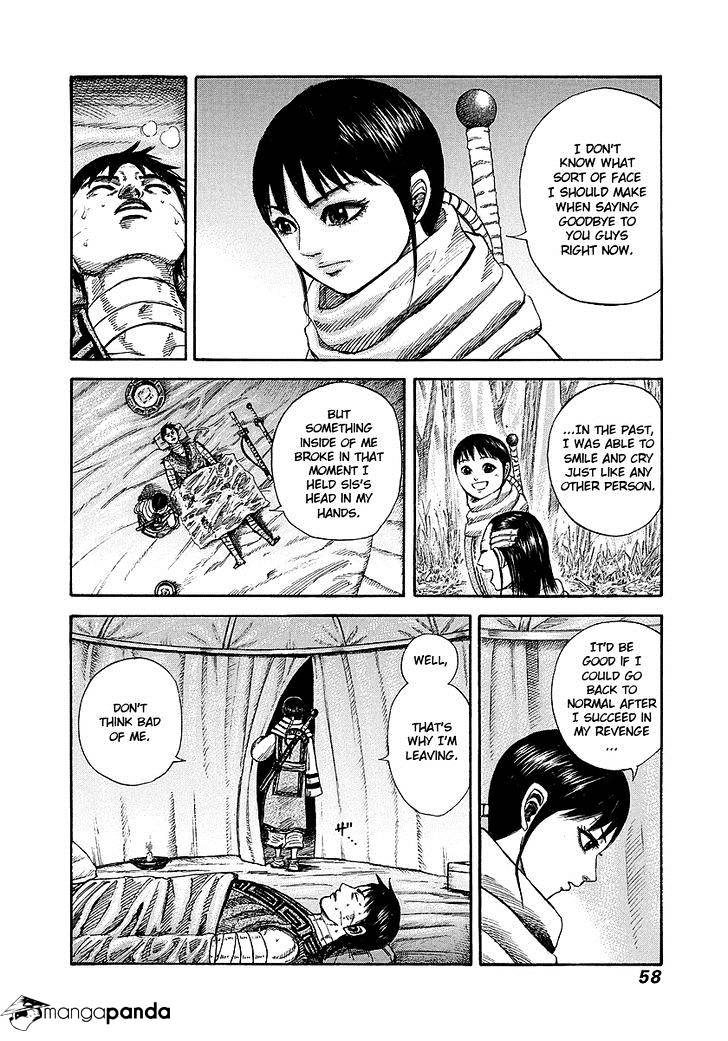 I DON'T
KNOW WHAT
SORT OF FACE
I SHOULD MAKE
WHEN SAYING
GOODBYE TO
YOU GUYS
RIGHT NOW.
...IN THE PAST,
I WAS ABLE TO
SMILE AND CRY
JUST LIKE ANY
OTHER PERSON.
BUT
SOMETHING
INSIDE OF ME
BROKE IN THAT
MOMENT I
HELD SIS'S
HEAD IN MY
HANDS.
IT'D BE
GOOD IF I
COULD GO
BACK TO
NORMAL AFTER
I SUCCEED IN
MY REVENGE
...
WELL,
THAT'S
WHY I'M
LEAVING.
ザ..
DON'T
THINK BAD
OF ME.
58
mangapanda